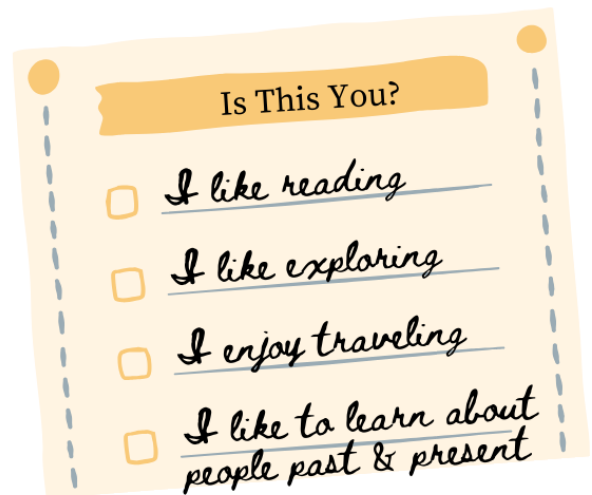 Is This You?
I like reading
I like exploring
I enjoy traveling
I like to learn about
people past & present